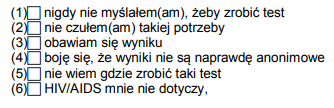 (1)☐ nigdy nie myślałem(am), żeby zrobić test
(2)☐ nie czułem(am) takiej potrzeby
(3)☐ obawiam się wyniku
(4)☐ boję się, że wyniki nie są naprawdę anonimowe
(5)☐ nie wiem gdzie zrobić taki test
(6)☐ HIV/AIDS mnie nie dotyczy,